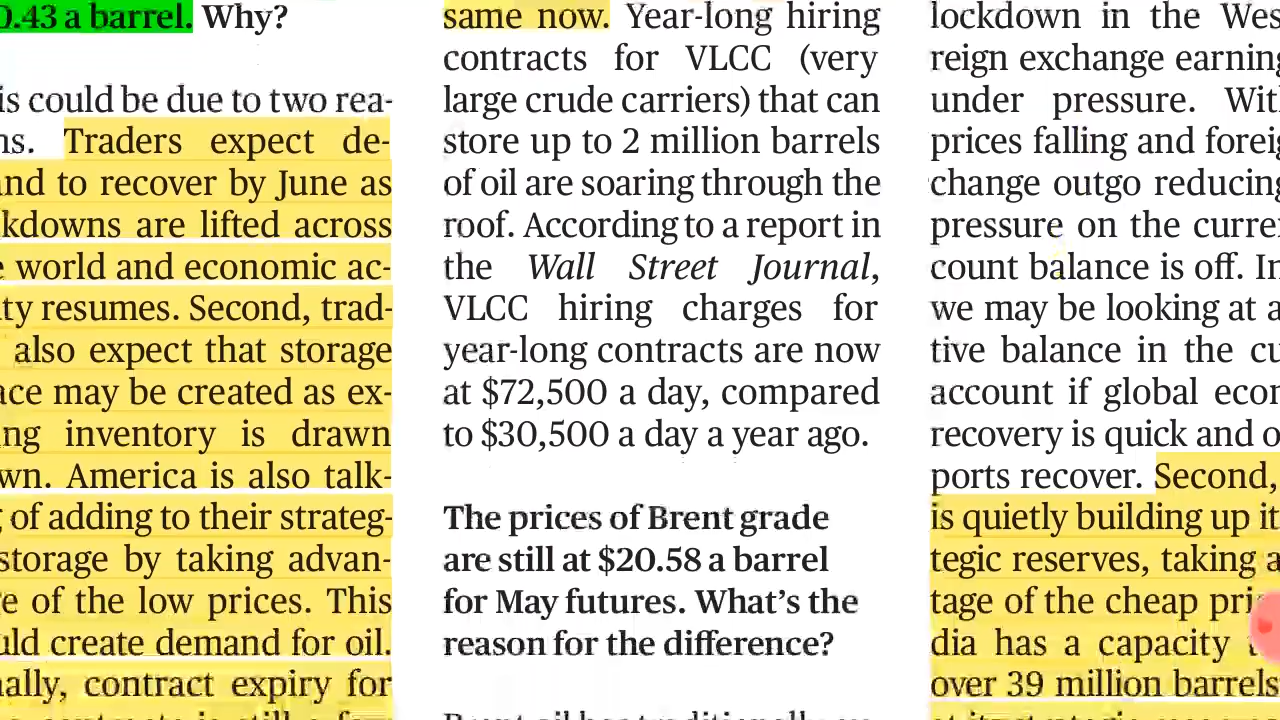 0.43 a barrel. Why?
is could be due to two rea-
ns. Traders expect de-
and to recover by June as
kdowns are lifted across
e world and economic ac-
ty resumes. Second, trad-
also expect that storage
ace may be created as ex-
ng inventory is drawn
wn. America is also talk-
g of adding to their strateg-
storage by taking advan-
e of the low prices. This
uld create demand for oil.
ally, contract expiry for
same now. Year-long hiring
contracts for VLCC (very
large crude carriers) that can
store up to 2 million barrels
of oil are soaring through the
roof. According to a report in
the Wall Street Journal,
VLCC hiring charges for
year-long contracts are now
at $72,500 a day, compared
to $30,500 a day a year ago.
The prices of Brent grade
are still at $20.58 a barrel
for May futures. What's the
reason for the difference?
lockdown in the Wes
reign exchange earning
under pressure. Wit
prices falling and foreig
change outgo reducing
pressure on the curre
count balance is off. In
we may be looking at a
tive balance in the cu
account if global econ
recovery is quick and o
ports recover. Second,
is quietly building up it
tegic reserves, taking a
tage of the cheap pri
dia has a capacity
over 39 million barrels